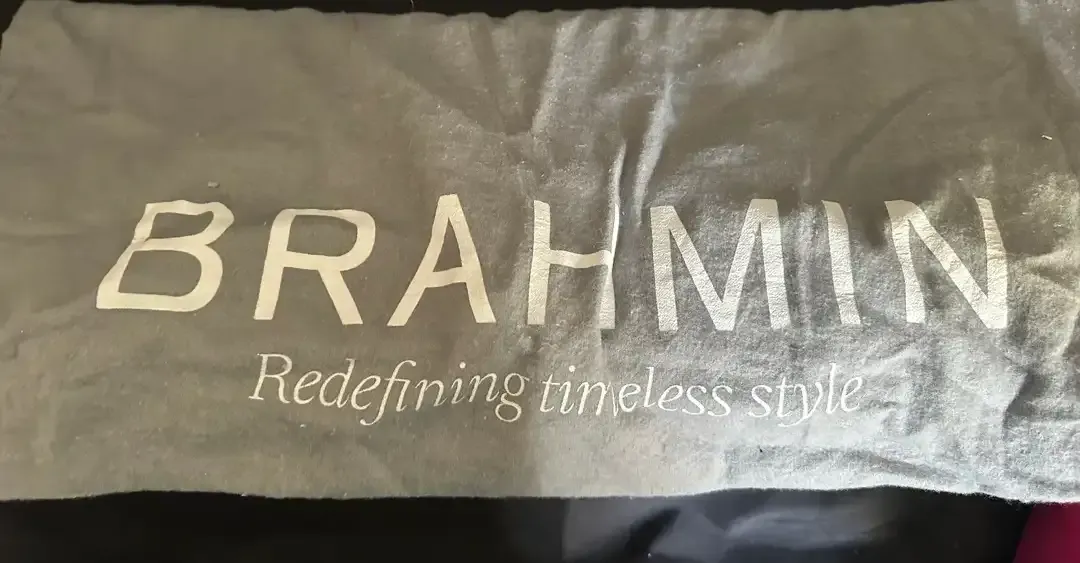 BRAHMIN
Redefining timeless style